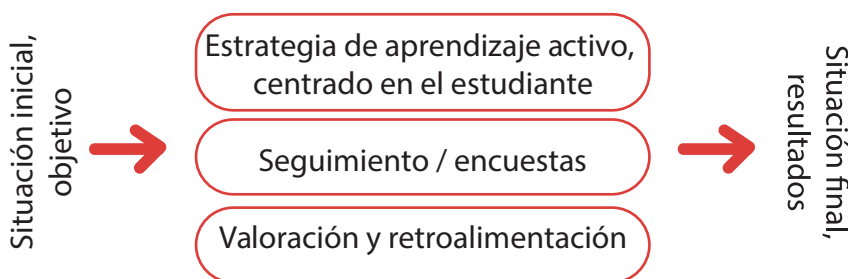 Situación inicial,
objetivo
Estrategia de aprendizaje activo,
centrado en el estudiante
Seguimiento / encuestas
Valoración y retroalimentación
Situación final,
resultados